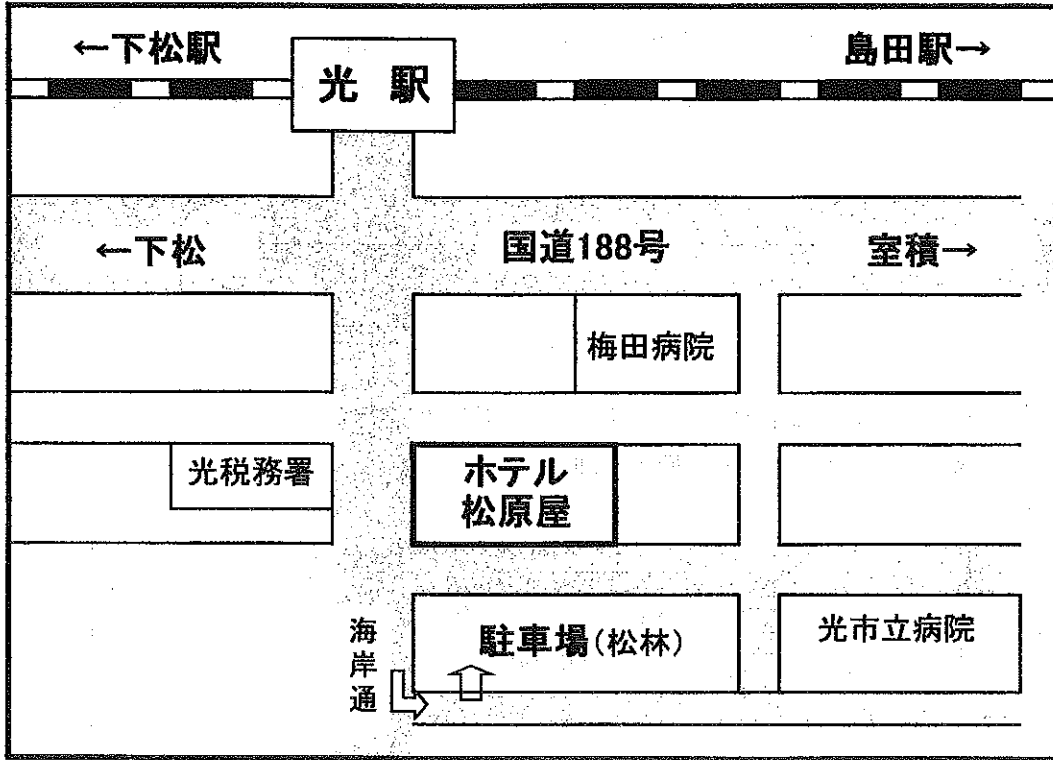 ←下松駅
光 駅
島田駅→
←下松
国道188号
室積→
梅田病院
光税務署
ホテル
松原屋
海岸通
駐車場(松林)
光市立病院